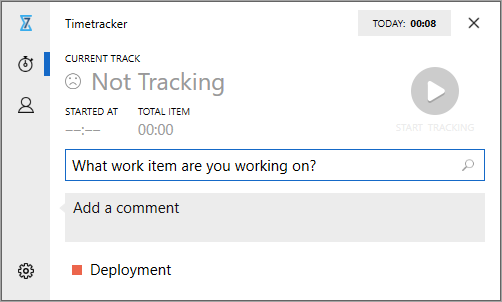 Timetracker
TODAY: 00:08
CURRENT TRACK
Not Tracking
STARTED AT
TOTAL ITEM
--:--
00:00
START TRACKING
What work item are you working on?
Add a comment
Deployment